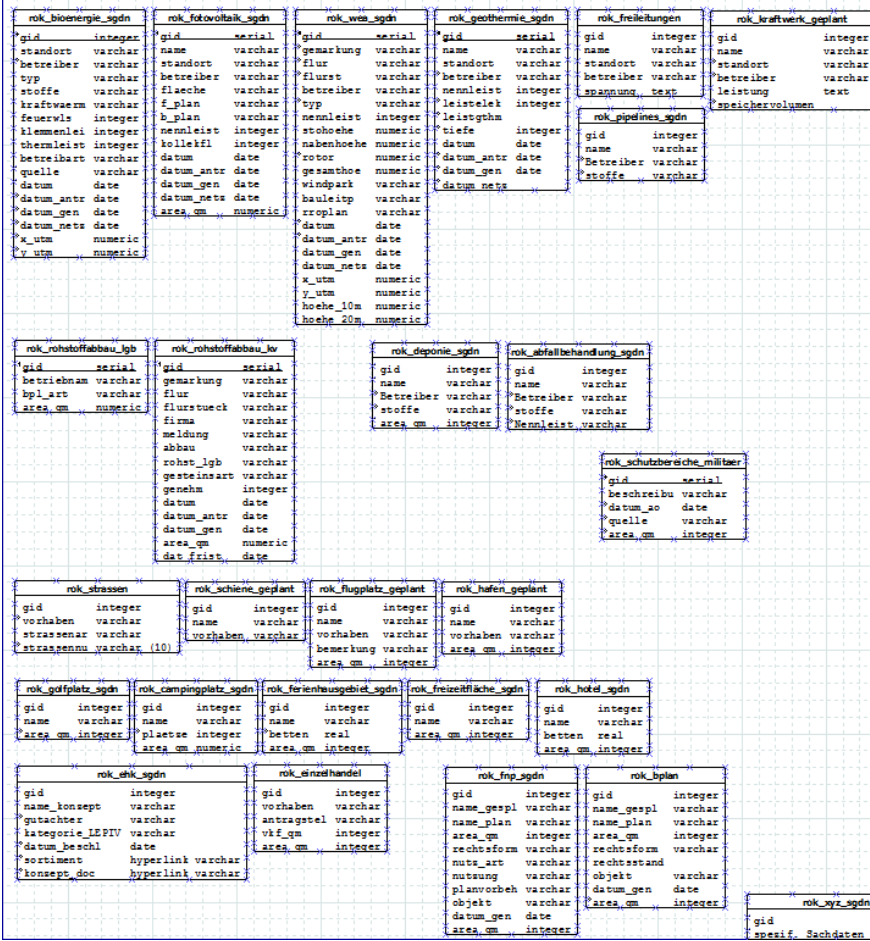 rok_bioenergie_sgdn
gid integer
standort varchar
betreiber varchar
typ varchar
stoffe varchar
kraftwaerm varchar
feuerwls integer
klemmenlei integer
thermleist integer
betreibart varchar
quelle varchar
datum date
datum_antr date
datum_gen date
datum_netz date
x_utm numeric
y_utm numeric
rok_fotovoltaik_sgdn
gid serial
name varchar
standort varchar
betreiber varchar
flaeche varchar
f_plan varchar
b_plan varchar
nennleist integer
kollekfl integer
datum date
datum_antr date
datum_gen date
datum_netz date
area_qm numeric
rok_wea_sgdn
gid serial
gemarkung varchar
flur varchar
flurst varchar
betreiber varchar
typ varchar
nennleist integer
stohoehe numeric
nabenhoehe numeric
rotor numeric
gesamthoe numeric
windpark varchar
bauleitp varchar
rroplan varchar
datum date
datum_antr date
datum_gen date
datum_netz date
x_utm numeric
y_utm numeric
hoehe_10m numeric
hoehe_20m numeric
rok_geothermie_sgdn
gid serial
name varchar
standort varchar
betreiber varchar
nennleist integer
leistelek integer
leistgthm
tiefe integer
datum date
datum_antr date
datum_gen date
datum_netz
rok_freileitungen
gid integer
name varchar
standort varchar
betreiber varchar
spannung text
rok_kraftwerk_geplant
gid integer
name varchar
standort varchar
betreiber varchar
leistung text
speichervolumen
rok_pipelines_sgdn
gid integer
name varchar
Betreiber varchar
stoffe varchar
rok_rohstoffabbau_lgb
gid serial
betriebnam varchar
bpl_art varchar
area_qm numeric
rok_rohstoffabbau_kv
gid serial
gemarkung varchar
flur varchar
flurstueck varchar
firma varchar
meldung varchar
abbau varchar
rohst_lgb varchar
gesteinsart varchar
genehm integer
datum date
datum_antr date
datum_gen date
area_qm numeric
dat_frist date
rok_deponie_sgdn
gid integer
name varchar
Betreiber varchar
stoffe varchar
area_qm integer
rok_abfallbehandlung_sgdn
gid integer
name varchar
Betreiber varchar
stoffe varchar
Nennleist varchar
rok_schutzbereiche_militaer
gid serial
beschreibu varchar
datum_ao date
quelle varchar
area_qm integer
rok_strassen
gid integer
vorhaben varchar
strassenar varchar
strassennu varchar (10)
rok_schiene_geplant
gid integer
name varchar
vorhaben varchar
rok_flugplatz_geplant
gid integer
name varchar
vorhaben varchar
bemerkung varchar
area_qm integer
rok_hafen_geplant
gid integer
name varchar
vorhaben varchar
area_qm integer
rok_golfplatz_sgdn
gid integer
name varchar
area_qm integer
rok_campingplatz_sgdn
gid integer
name varchar
plaetze integer
area_qm numeric
rok_ferienhausgebiet_sgdn
gid integer
name varchar
betten real
area_qm integer
rok_freizeitfläche_sgdn
gid integer
name varchar
area_qm integer
rok_hotel_sgdn
gid integer
name varchar
betten real
area_qm integer
rok_ehk_sgdn
gid integer
name_konzept varchar
gutachter varchar
kategorie_LEPIV varchar
datum_beschl date
sortiment hyperlink varchar
konzept_doc hyperlink varchar
rok_einzelhandel
gid integer
vorhaben varchar
antragstel varchar
vkf_qm integer
area_qm integer
rok_fnp_sgdn
gid integer
name_gespl varchar
name_plan varchar
area_qm integer
rechtsform varchar
nutz_art varchar
nutzung varchar
planvorbeh varchar
objekt varchar
datum_gen date
area_qm integer
rok_bplan
gid integer
name_gespl varchar
name_plan varchar
area_qm integer
rechtsform varchar
rechtsstand
objekt varchar
datum_gen date
area_qm integer
rok_xyz_sgdn
gid
spezif. Sachdaten